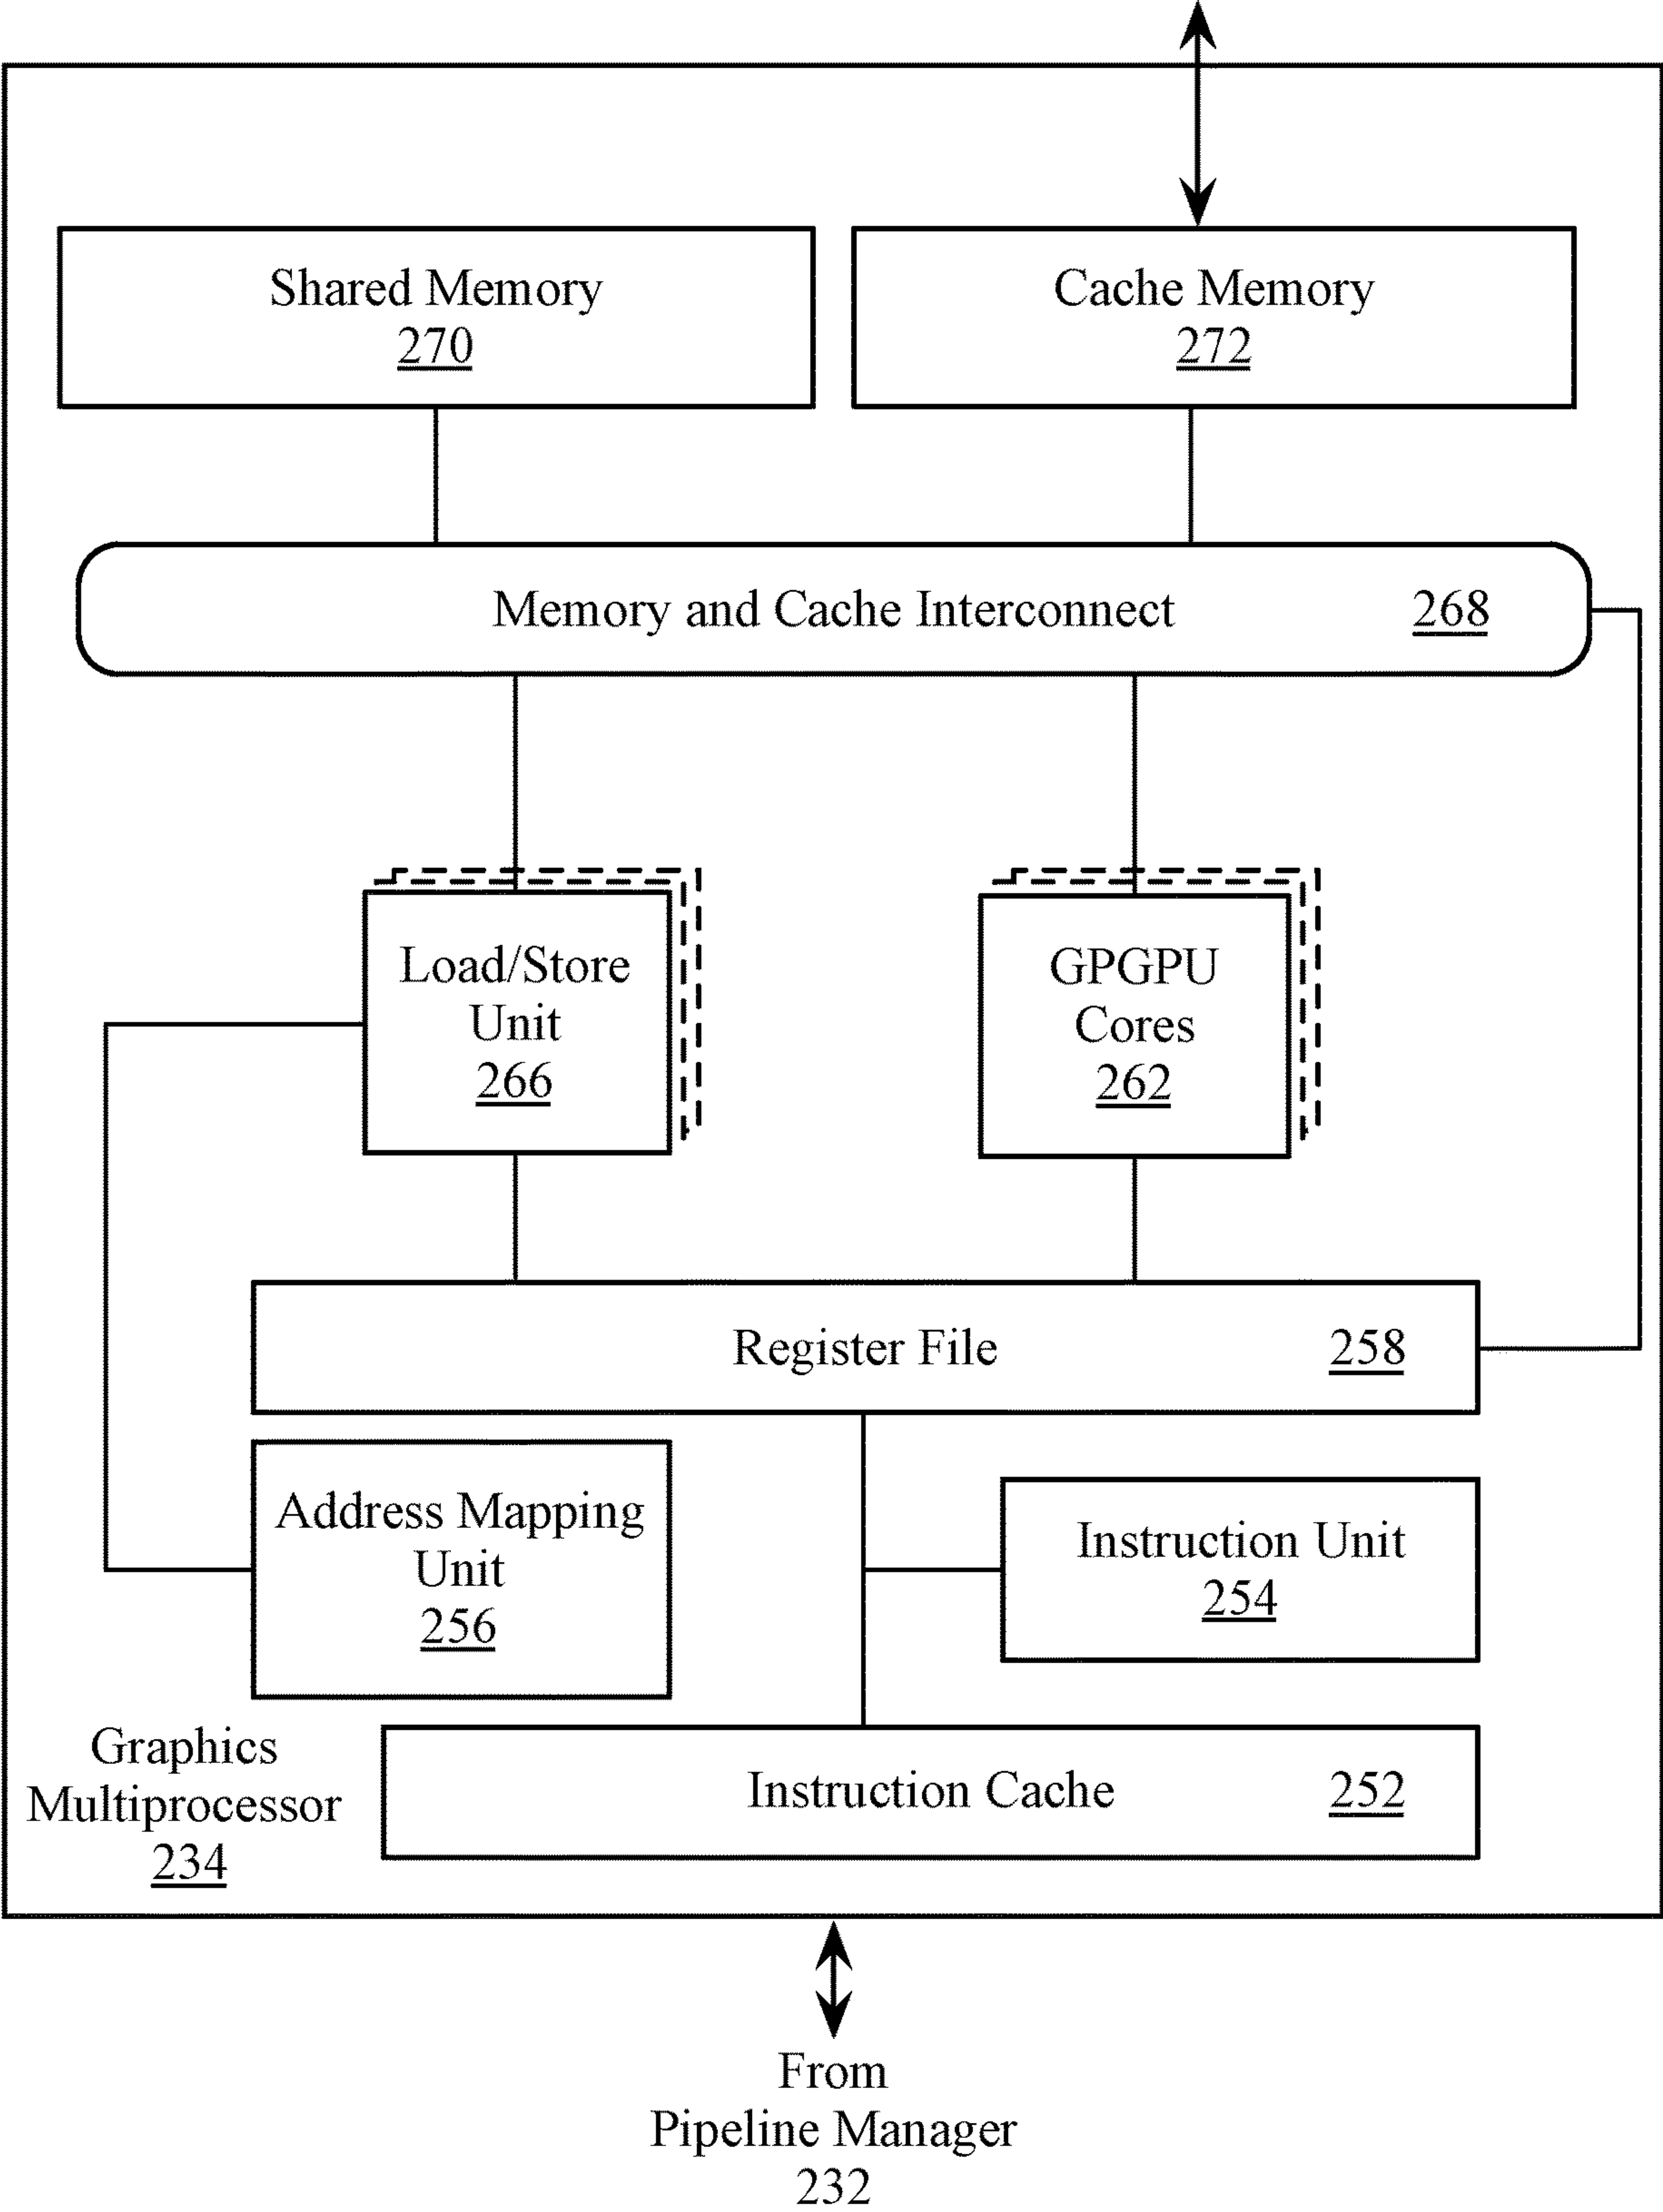 Shared Memory
270
Cache Memory
272
Memory and Cache Interconnect 268
Load/Store
Unit
266
GPGPU
Cores
262
Register File 258
Address Mapping
Unit
256
Instruction Unit
254
Graphics
Multiprocessor
234
Instruction Cache 252
From
Pipeline Manager
232